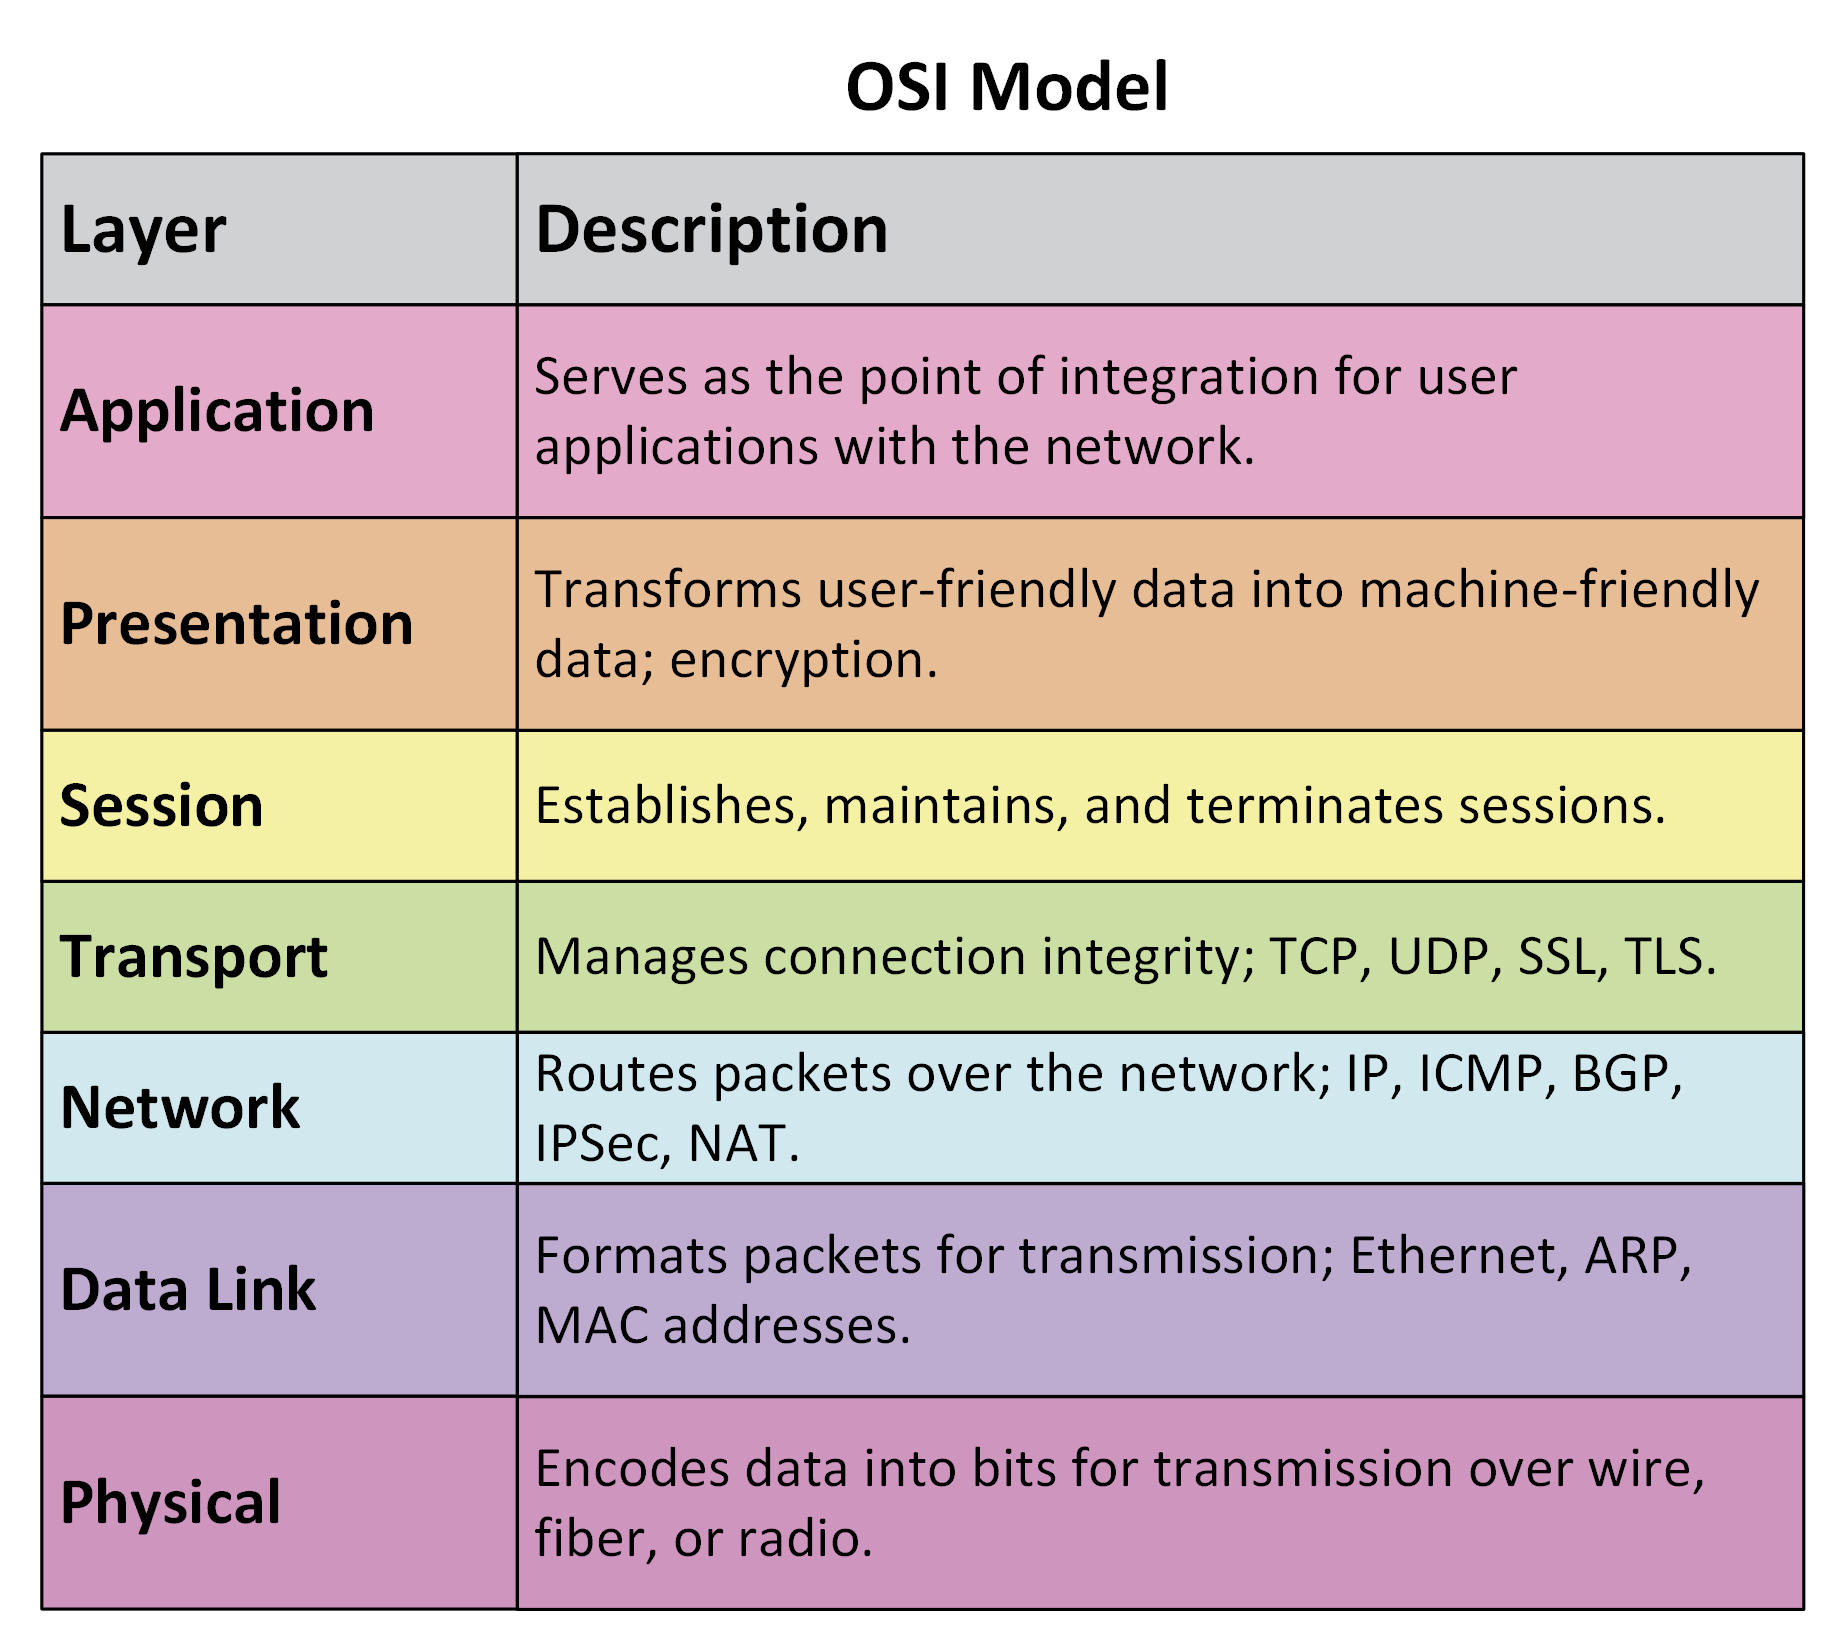 OSI Model
Layer
Description
Application
Serves as the point of integration for user
applications with the network.
Presentation
Transforms user-friendly data into machine-friendly
data; encryption.
Session
Establishes, maintains, and terminates sessions.
Transport
Manages connection integrity; TCP, UDP, SSL, TLS.
Network
Routes packets over the network; IP, ICMP, BGP,
IPSec, NAT.
Data Link
Formats packets for transmission; Ethernet, ARP,
MAC addresses.
Physical
Encodes data into bits for transmission over wire,
fiber, or radio.